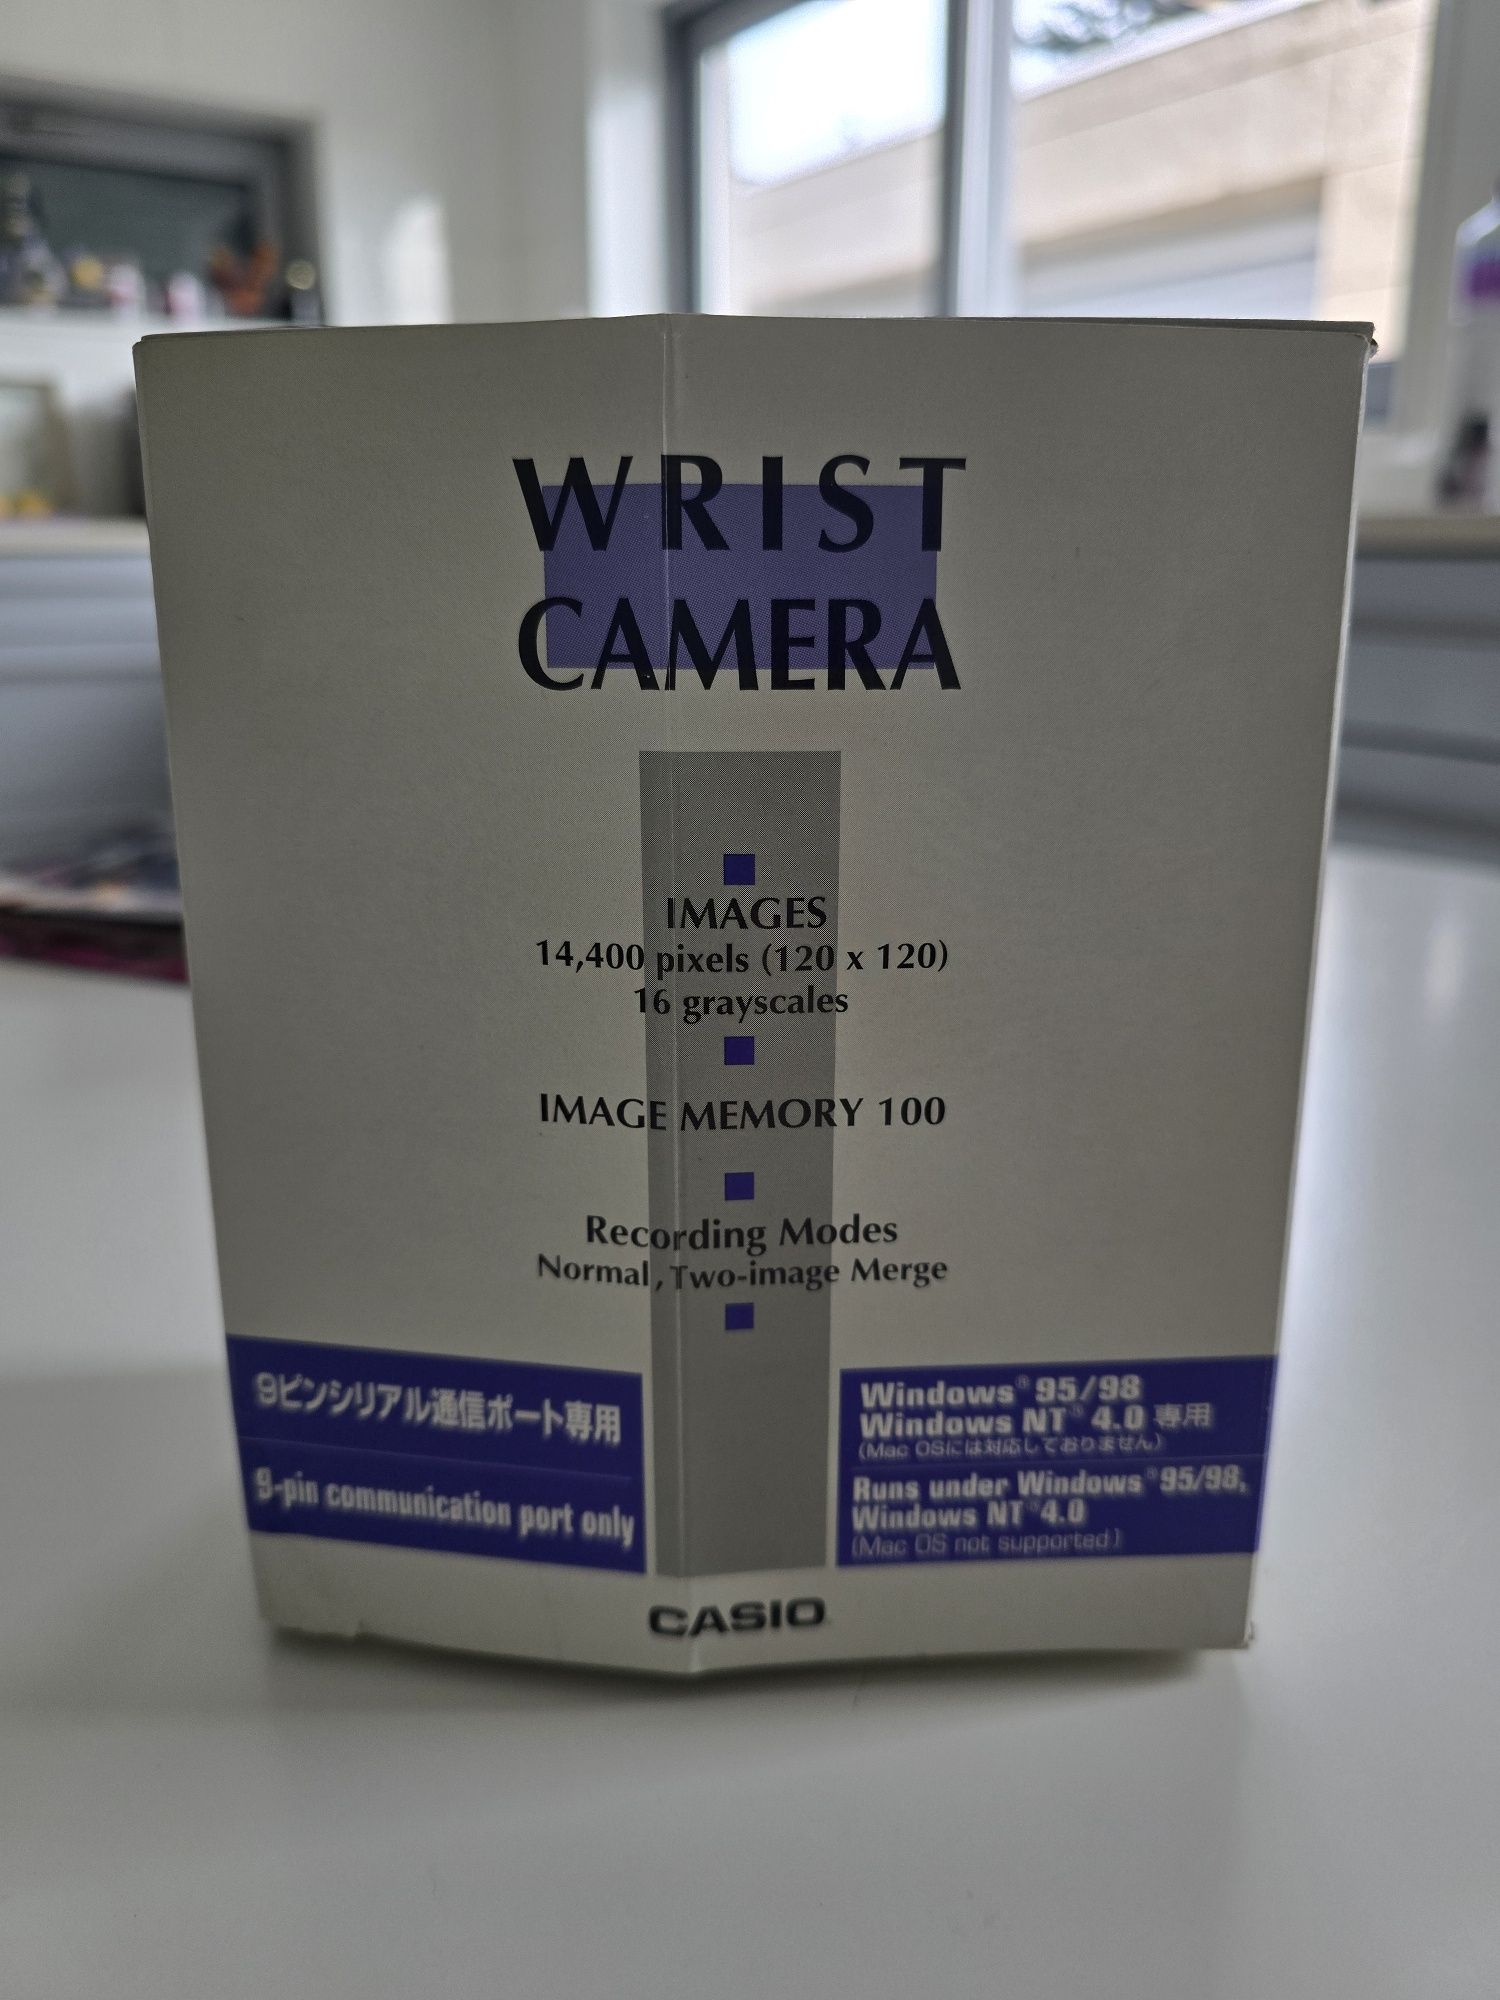 WRIST
CAMERA
IMAGES
14,400 pixels (120 x 120)
16 grayscales
IMAGE MEMORY 100
Recording Modes
Normal, Two-image Merge
9ピンシリアル通信ポート専用
9-pin communication port only
Windows® 95/98
Windows NT® 4.0 専用
(Mac OSには対応しておりません)
Runs under Windows® 95/98,
Windows NT® 4.0
(Mac OS not supported)
CASIO